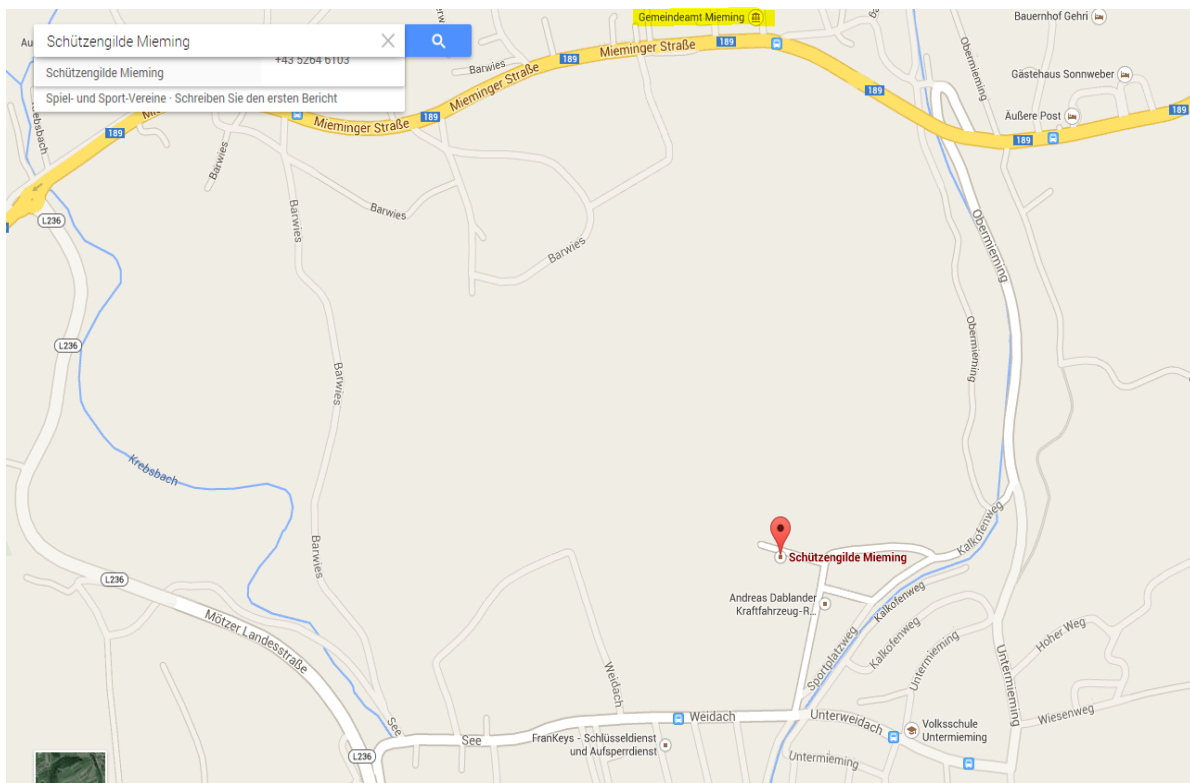 Gemeindeamt Mieming
Bauernhof Gehri
Schützengilde Mieming
+43 5264 6103
Schützengilde Mieming
Spiel- und Sport-Vereine · Schreiben Sie den ersten Bericht
Mieminger Straße
189
Barwies
189
Obermieming
Gästehaus Sonnweber
Mieminger Straße
189
189
Äußere Post
189
Mieminger Straße
189
189
Krebsbach
Barwies
Barwies
Barwies
Barwies
L236
Obermieming
L236
Obermieming
Barwies
Krebsbach
Barwies
Kalkofenweg
Schützengilde Mieming
L236
Andreas Dablander
Kraftfahrzeug-R...
Kalkofenweg
Mötzer Landesstraße
Kalkofenweg
Untermieming
Hoher Weg
Sportplatzweg
Weidach
Untermieming
See
Weidach
Unterweidach
Wiesenweg
Volksschule
Untermieming
See
FranKeys - Schlüsseldienst
und Aufsperrdienst
L236
Untermieming